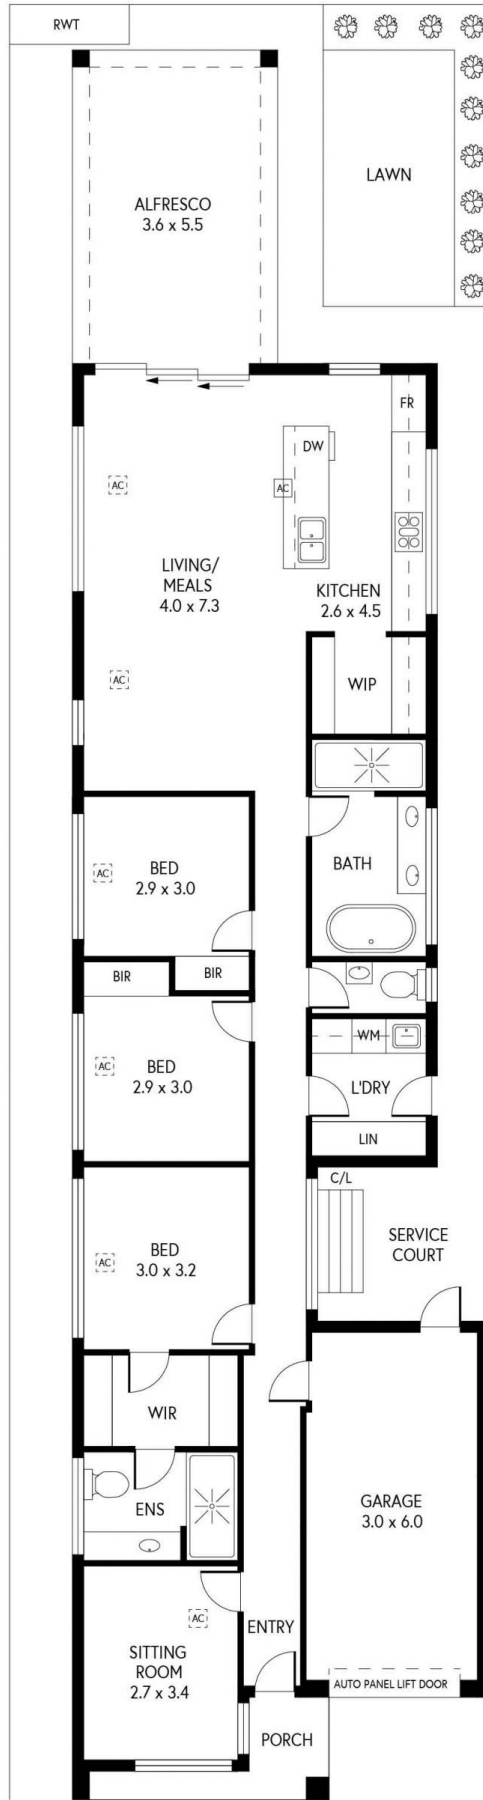 RWT
LAWN
ALFRESCO
3.6 x 5.5
FR
DW
AC
AC
LIVING/
MEALS
4.0 x 7.3
KITCHEN
2.6 x 4.5
AC
WIP
BED
2.9 x 3.0
AC
BATH
BIR
BIR
WM
AC
BED
2.9 x 3.0
L'DRY
LIN
C/L
SERVICE
COURT
AC
BED
3.0 x 3.2
WIR
ENS
GARAGE
3.0 x 6.0
AC
ENTRY
SITTING
ROOM
2.7 x 3.4
AUTO PANEL LIFT DOOR
PORCH